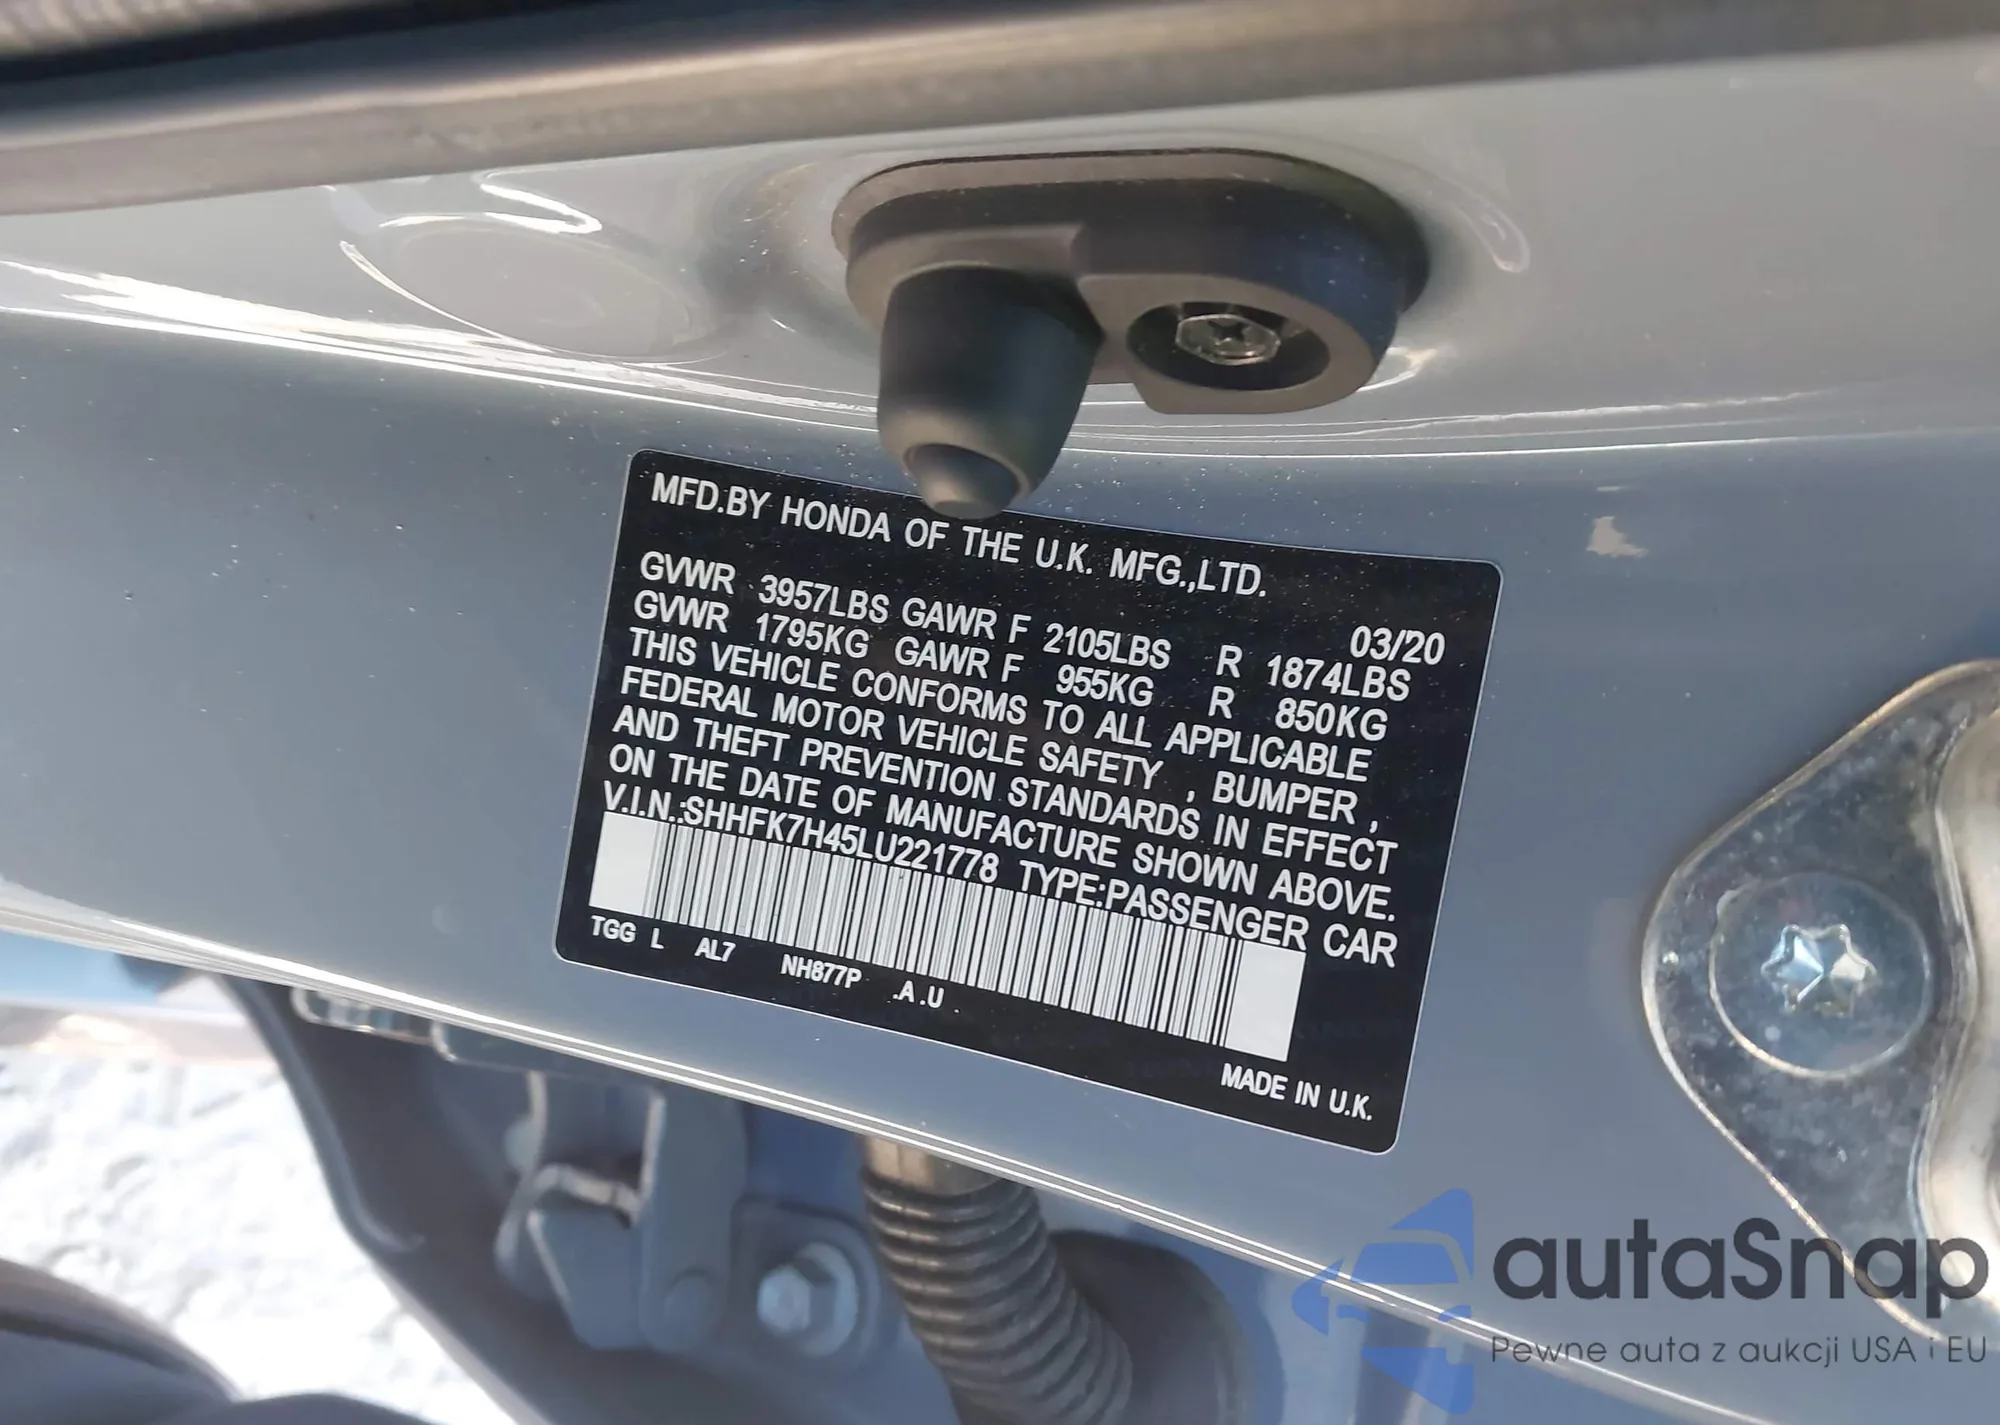 MFD.BY HONDA OF THE U.K. MFG.,LTD.
03/20
GVWR 3957LBS GAWR F 2105LBS R 1874LBS
GVWR 1795KG GAWR F 955KG R 850KG
THIS VEHICLE CONFORMS TO ALL APPLICABLE
FEDERAL MOTOR VEHICLE SAFETY , BUMPER ,
AND THEFT PREVENTION STANDARDS IN EFFECT
ON THE DATE OF MANUFACTURE SHOWN ABOVE.
V.I.N.:SHHFK7H45LU221778 TYPE:PASSENGER CAR
TGG L AL7 NH877P .A .U
MADE IN U.K.
autaSnap
Pewne auta z aukcji USA i EU